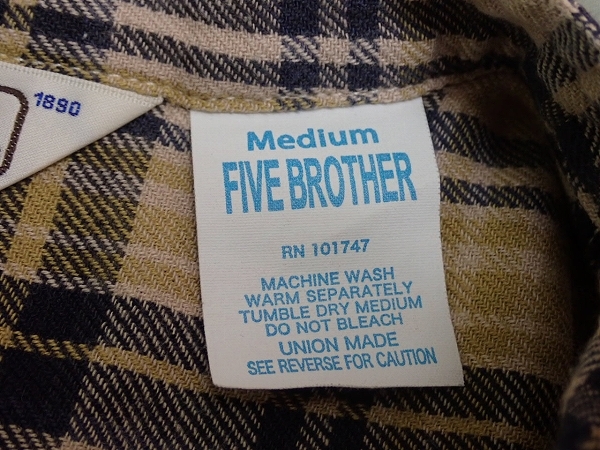 1890
Medium
FIVE BROTHER
RN 101747
MACHINE WASH
WARM SEPARATELY
TUMBLE DRY MEDIUM
DO NOT BLEACH
UNION MADE
SEE REVERSE FOR CAUTION